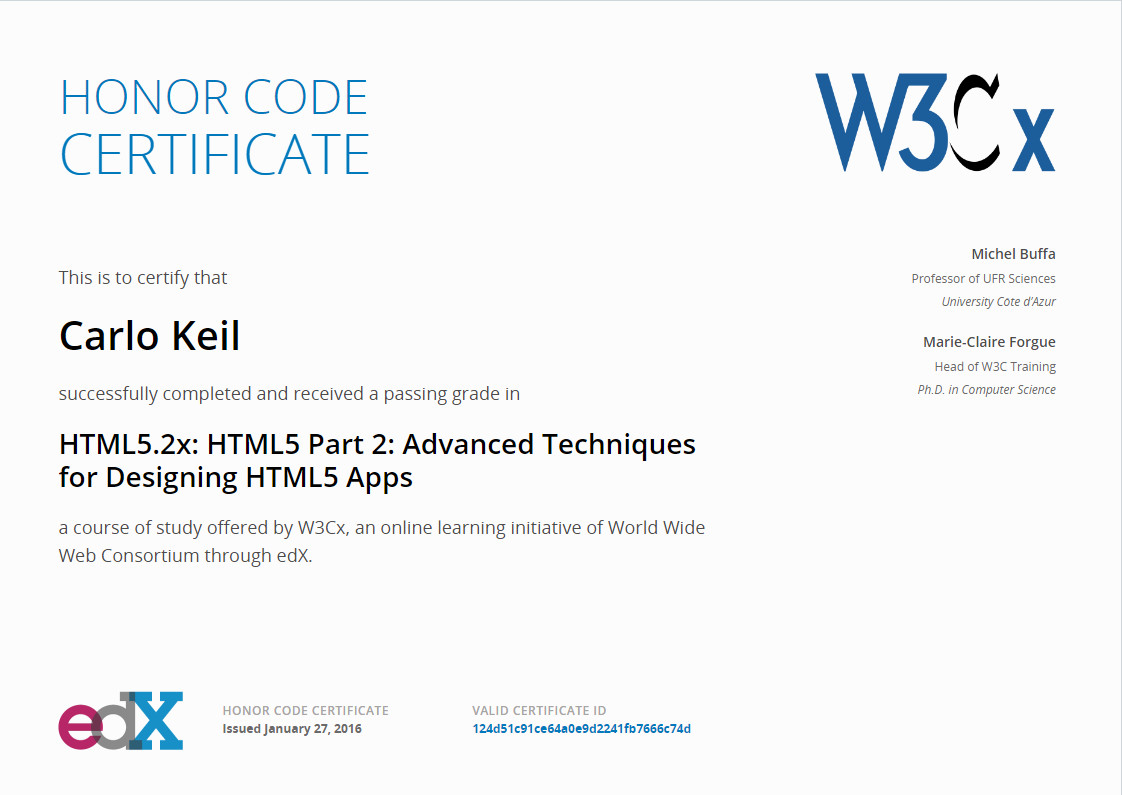 HONOR CODE
CERTIFICATE
W3Cx
This is to certify that
Carlo Keil
successfully completed and received a passing grade in
HTML5.2x: HTML5 Part 2: Advanced Techniques
for Designing HTML5 Apps
a course of study offered by W3Cx, an online learning initiative of World Wide
Web Consortium through edX.
Michel Buffa
Professor of UFR Sciences
University Côte d'Azur
Marie-Claire Forgue
Head of W3C Training
Ph.D. in Computer Science
edX
HONOR CODE CERTIFICATE
Issued January 27, 2016
VALID CERTIFICATE ID
124d51c91ce64a0e9d2241fb7666c74d